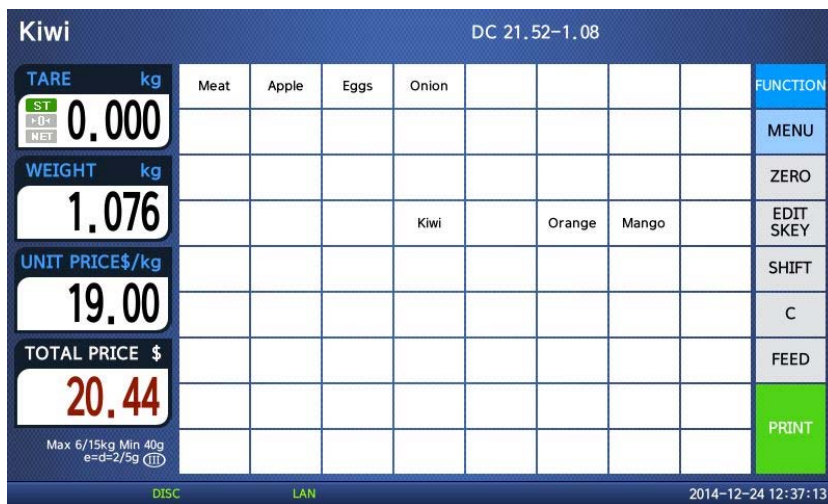 Kiwi
DC 21.52-1.08
TARE kg
ST
▸0◂
NET
0.000
WEIGHT kg
1.076
UNIT PRICE$/kg
19.00
TOTAL PRICE $
20.44
Max 6/15kg Min 40g
e=d=2/5g III
Meat Apple Eggs Onion
Kiwi Orange Mango
FUNCTION
MENU
ZERO
EDIT
SKEY
SHIFT
C
FEED
PRINT
DISC LAN 2014-12-24 12:37:13